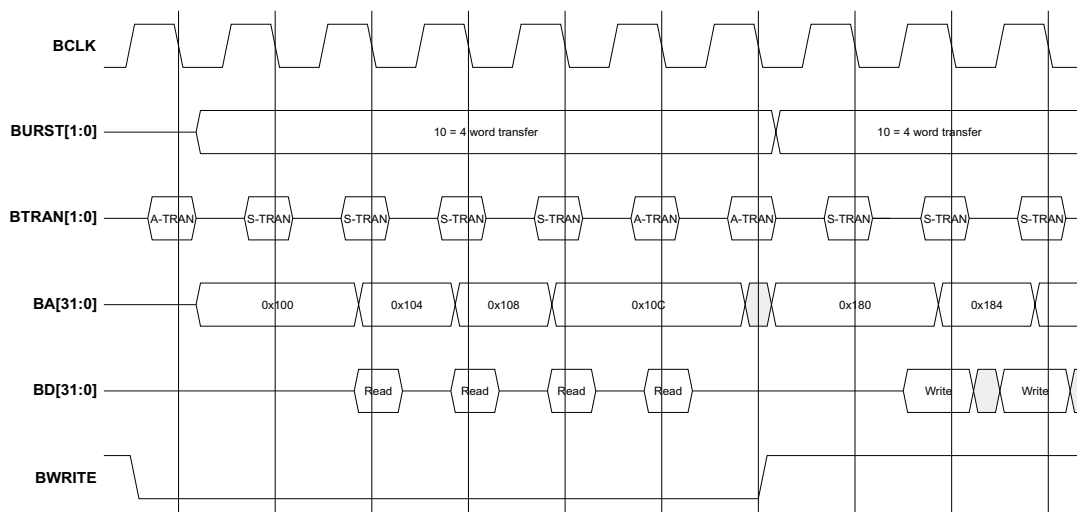 BCLK
BURST[1:0] 10 = 4 word transfer 10 = 4 word transfer
BTRAN[1:0] A-TRAN S-TRAN S-TRAN S-TRAN S-TRAN A-TRAN A-TRAN S-TRAN S-TRAN S-TRAN
BA[31:0] 0x100 0x104 0x108 0x10C 0x180 0x184
BD[31:0] Read Read Read Read Write Write
BWRITE